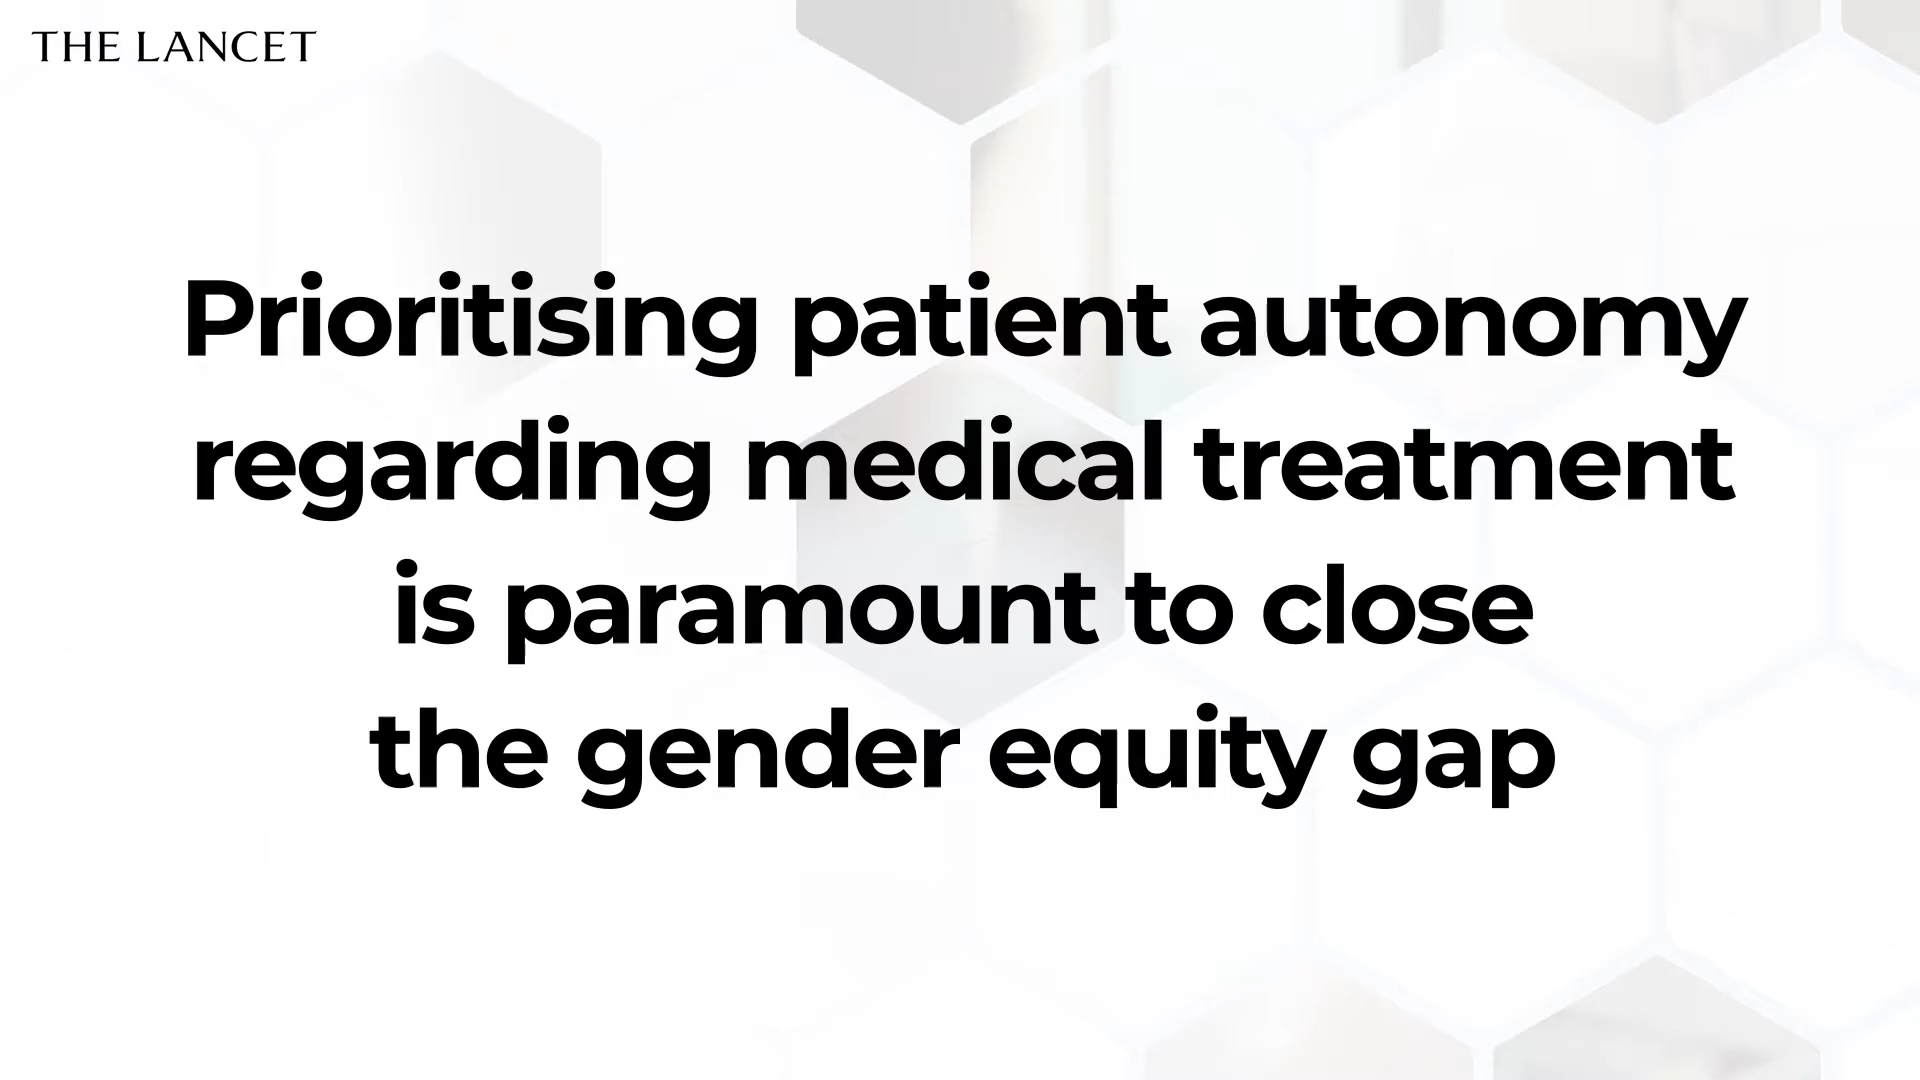 THE LANCET
Prioritising patient autonomy
regarding medical treatment
is paramount to close
the gender equity gap